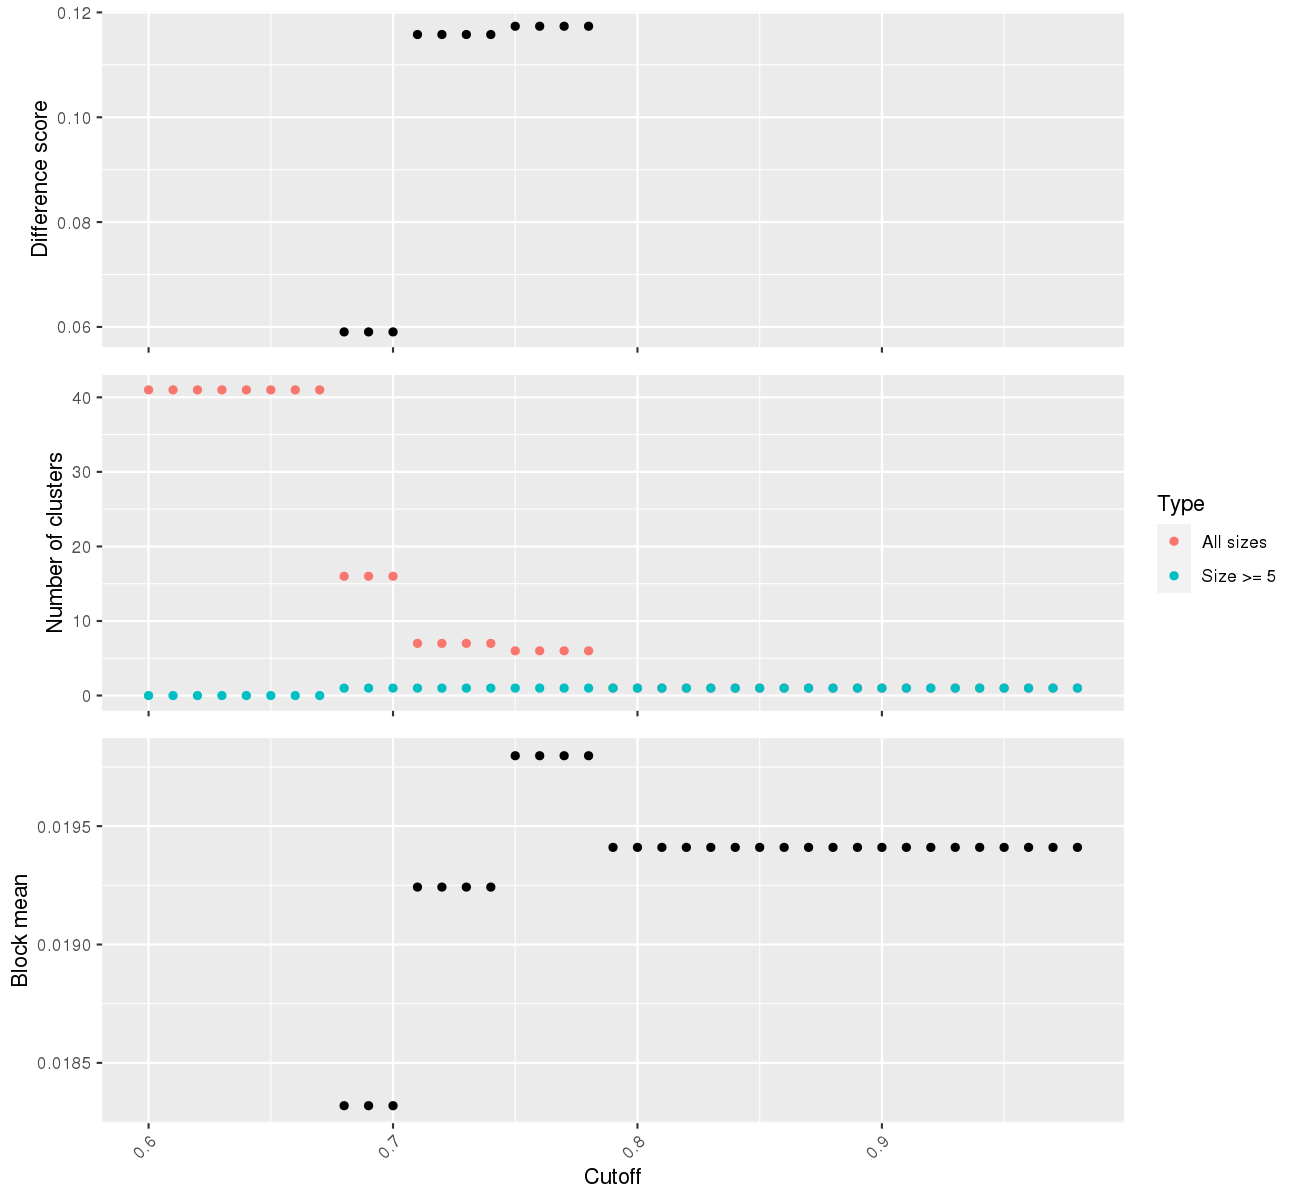 Difference score
0.12
0.10
0.08
0.06
Number of clusters
40
30
20
10
0
Type
All sizes
Size >= 5
Block mean
0.0195
0.0190
0.0185
0.6
0.7
0.8
0.9
Cutoff